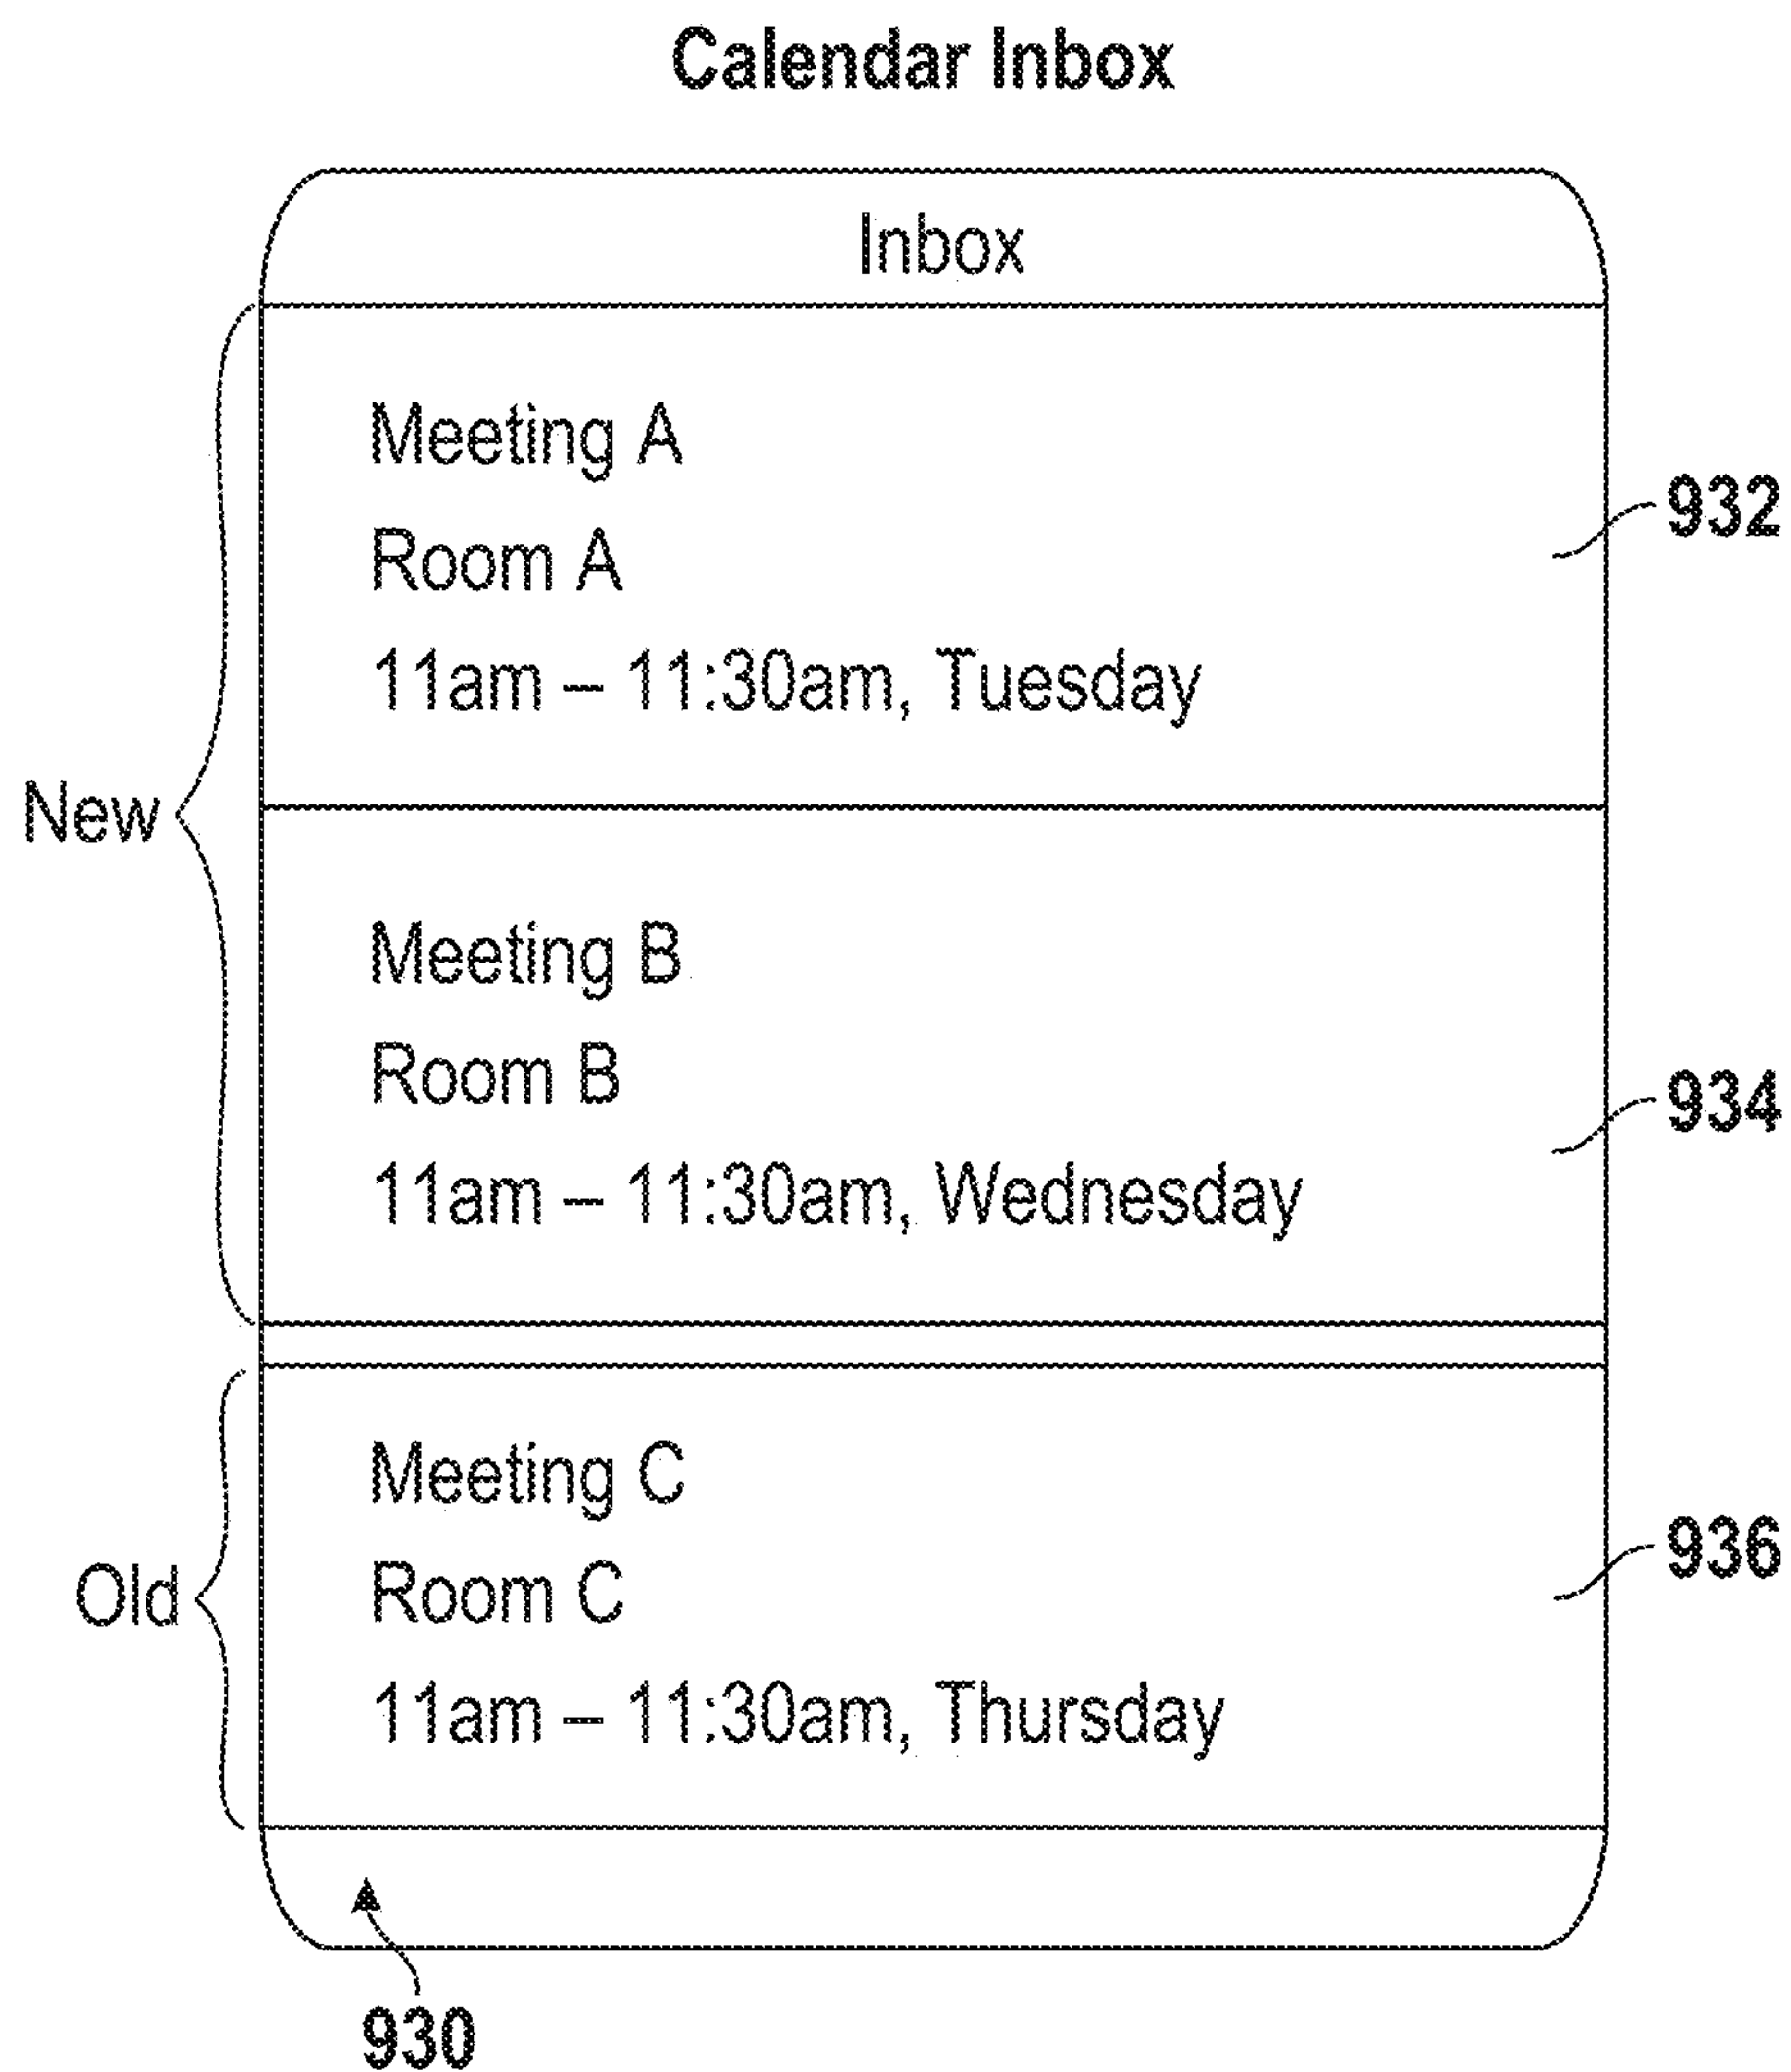 Calendar Inbox
Inbox
New
Meeting A
Room A
11am – 11:30am, Tuesday
932
Meeting B
Room B
11am – 11:30am, Wednesday
934
Old
Meeting C
Room C
11am – 11:30am, Thursday
936
930